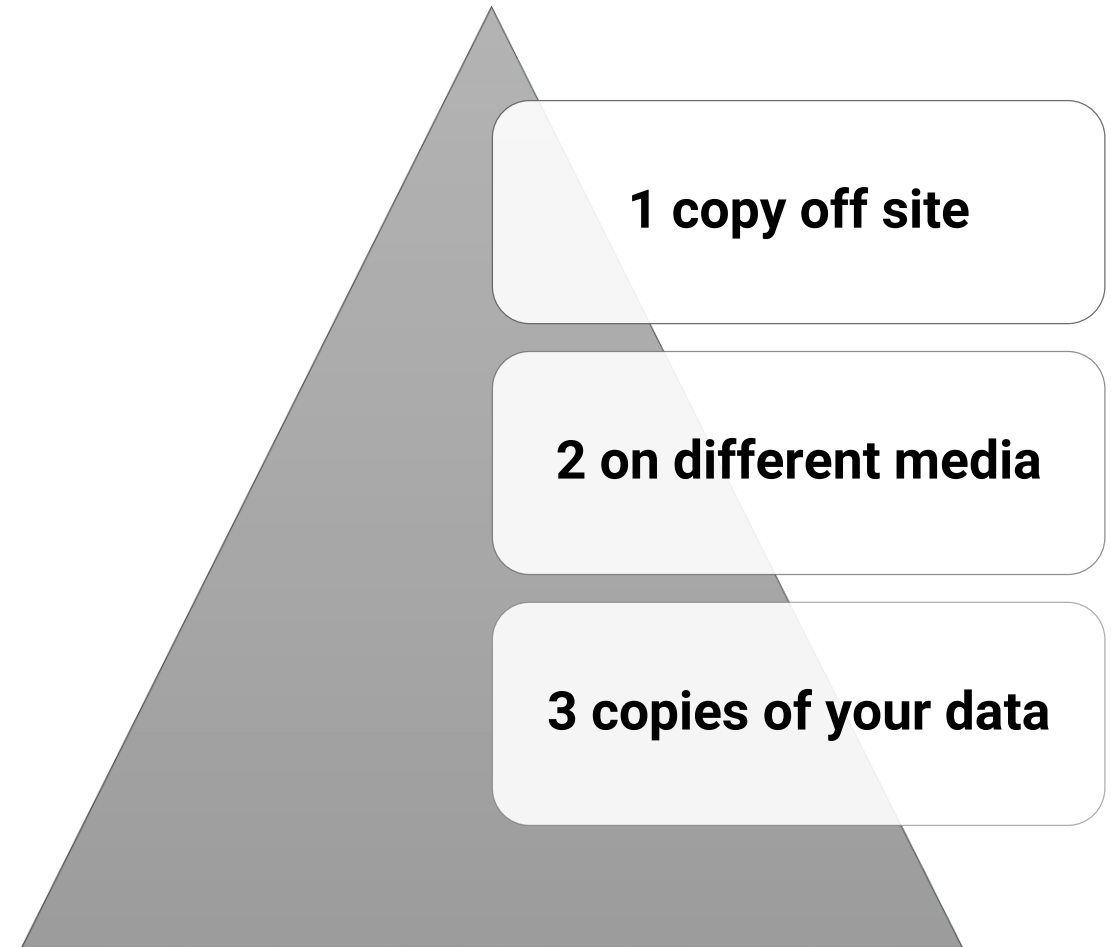 1 copy off site
2 on different media
3 copies of your data